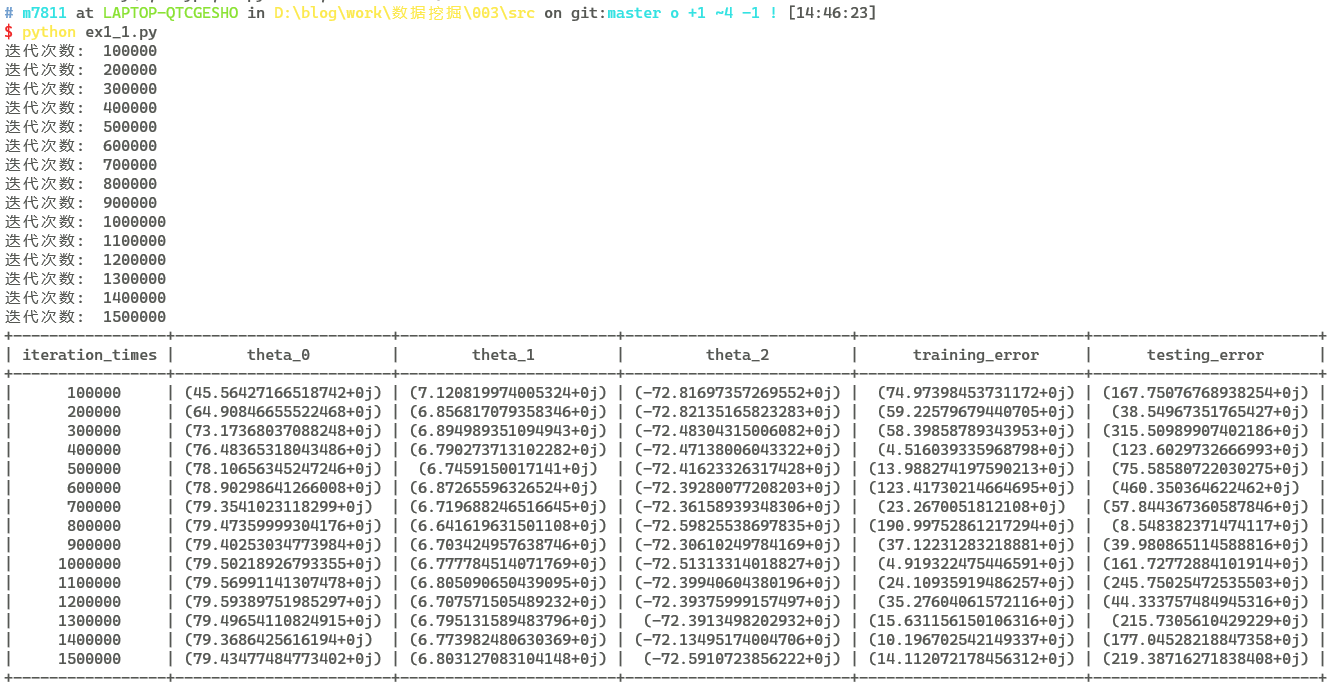 # m7811 at LAPTOP-QTCGESHO in D:\blog\work\数据挖掘\003\src on git:master o +1 ~4 -1 ! [14:46:23]
$ python ex1_1.py
迭代次数: 100000
迭代次数: 200000
迭代次数: 300000
迭代次数: 400000
迭代次数: 500000
迭代次数: 600000
迭代次数: 700000
迭代次数: 800000
迭代次数: 900000
迭代次数: 1000000
迭代次数: 1100000
迭代次数: 1200000
迭代次数: 1300000
迭代次数: 1400000
迭代次数: 1500000
| iteration_times | theta_0 | theta_1 | theta_2 | training_error | testing_error |
| 100000 | (45.56427166518742+0j) | (7.120819974005324+0j) | (-72.81697357269552+0j) | (74.97398453731172+0j) | (167.75076768938254+0j) |
| 200000 | (64.90846655522468+0j) | (6.856817079358346+0j) | (-72.82135165823283+0j) | (59.22579679440705+0j) | (38.54967351765427+0j) |
| 300000 | (73.17368037088248+0j) | (6.894989351094943+0j) | (-72.48304315006082+0j) | (58.39858789343953+0j) | (315.50989907402186+0j) |
| 400000 | (76.48365318043486+0j) | (6.790273713102282+0j) | (-72.47138006043322+0j) | (4.516039335968798+0j) | (123.6029732666993+0j) |
| 500000 | (78.10656345247246+0j) | (6.7459150017141+0j) | (-72.41623326317428+0j) | (13.988274197590213+0j) | (75.58580722030275+0j) |
| 600000 | (78.90298641266008+0j) | (6.87265596326524+0j) | (-72.39280077208203+0j) | (123.41730214664695+0j) | (460.350364622462+0j) |
| 700000 | (79.3541023118299+0j) | (6.719688246516645+0j) | (-72.36158939348306+0j) | (23.2670051812108+0j) | (57.844367360587846+0j) |
| 800000 | (79.47359999304176+0j) | (6.641619631501108+0j) | (-72.59825538697835+0j) | (190.99752861217294+0j) | (8.548382371474117+0j) |
| 900000 | (79.40253034773984+0j) | (6.703424957638746+0j) | (-72.30610249784169+0j) | (37.12231283218881+0j) | (39.980865114588816+0j) |
| 1000000 | (79.50218926793355+0j) | (6.777784514071769+0j) | (-72.51313314018827+0j) | (4.919322475446591+0j) | (161.72772884101914+0j) |
| 1100000 | (79.56991141307478+0j) | (6.805090650439095+0j) | (-72.39940604380196+0j) | (24.10935919486257+0j) | (245.75025472535503+0j) |
| 1200000 | (79.59389751985297+0j) | (6.707571505489232+0j) | (-72.39375999157497+0j) | (35.27604061572116+0j) | (44.333757484945316+0j) |
| 1300000 | (79.49654110824915+0j) | (6.795131589483796+0j) | (-72.3913498202932+0j) | (15.631156150106316+0j) | (215.7305610429229+0j) |
| 1400000 | (79.3686425616194+0j) | (6.773982480630369+0j) | (-72.13495174004706+0j) | (10.196702542149337+0j) | (177.04528218847358+0j) |
| 1500000 | (79.43477484773402+0j) | (6.803127083104148+0j) | (-72.5910723856222+0j) | (14.112072178456312+0j) | (219.38716271838408+0j) |